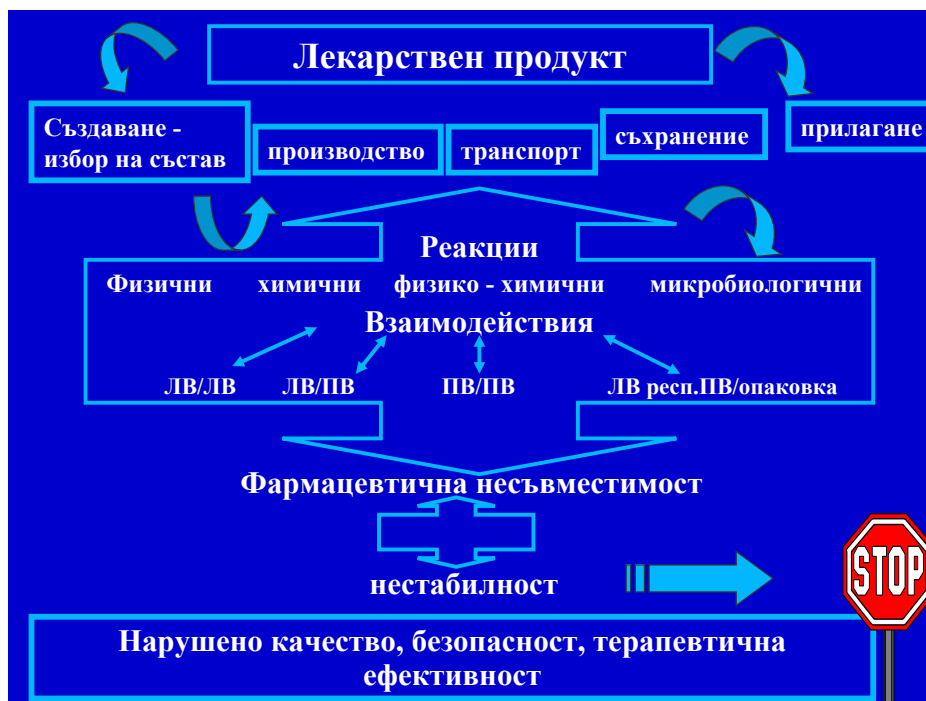 Лекарствен продукт
Създаване -
избор на състав
производство
транспорт
съхранение
прилагане
Реакции
Физични химични физико - химични микробиологични
Взаимодействия
ЛВ/ЛВ ЛВ/ПВ ПВ/ПВ ЛВ респ.ПВ/опаковка
Фармацевтична несъвместимост
нестабилност
STOP
Нарушено качество, безопасност, терапевтична
ефективност